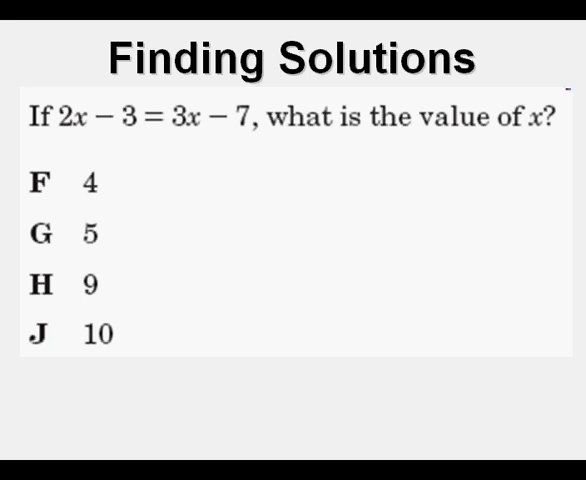 Finding Solutions
If 2x − 3 = 3x − 7, what is the value of x?
F 4
G 5
H 9
J 10